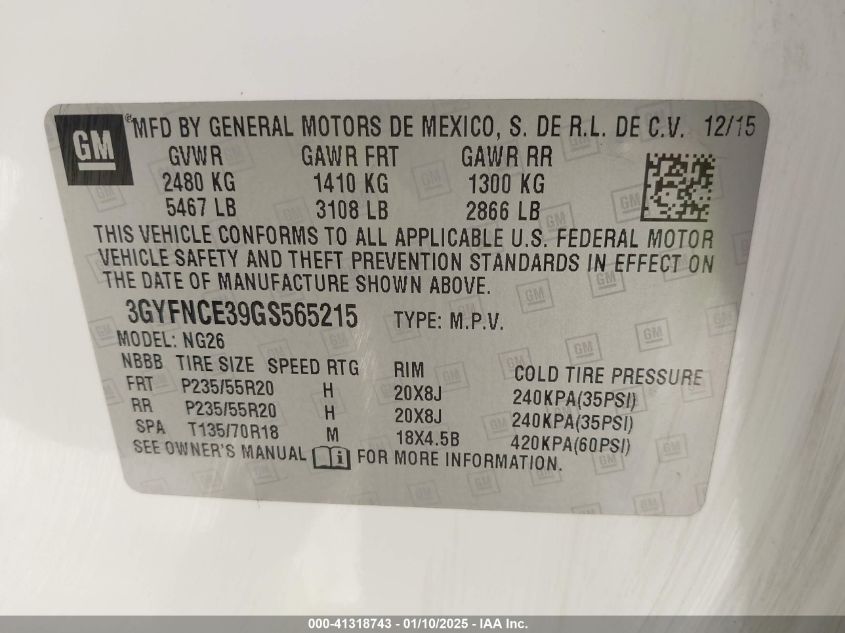 GM
® MFD BY GENERAL MOTORS DE MEXICO, S. DE R.L. DE C.V. 12/15
GVWR GAWR FRT GAWR RR
2480 KG 1410 KG 1300 KG
5467 LB 3108 LB 2866 LB
THIS VEHICLE CONFORMS TO ALL APPLICABLE U.S. FEDERAL MOTOR
VEHICLE SAFETY AND THEFT PREVENTION STANDARDS IN EFFECT ON
THE DATE OF MANUFACTURE SHOWN ABOVE.
3GYFNCE39GS565215 TYPE: M.P.V.
MODEL: NG26
NBBB TIRE SIZE SPEED RTG RIM COLD TIRE PRESSURE
FRT P235/55R20 H 20X8J 240KPA(35PSI)
RR P235/55R20 H 20X8J 240KPA(35PSI)
SPA T135/70R18 M 18X4.5B 420KPA(60PSI)
SEE OWNER'S MANUAL FOR MORE INFORMATION.
000-41318743 - 01/10/2025 - IAA Inc.